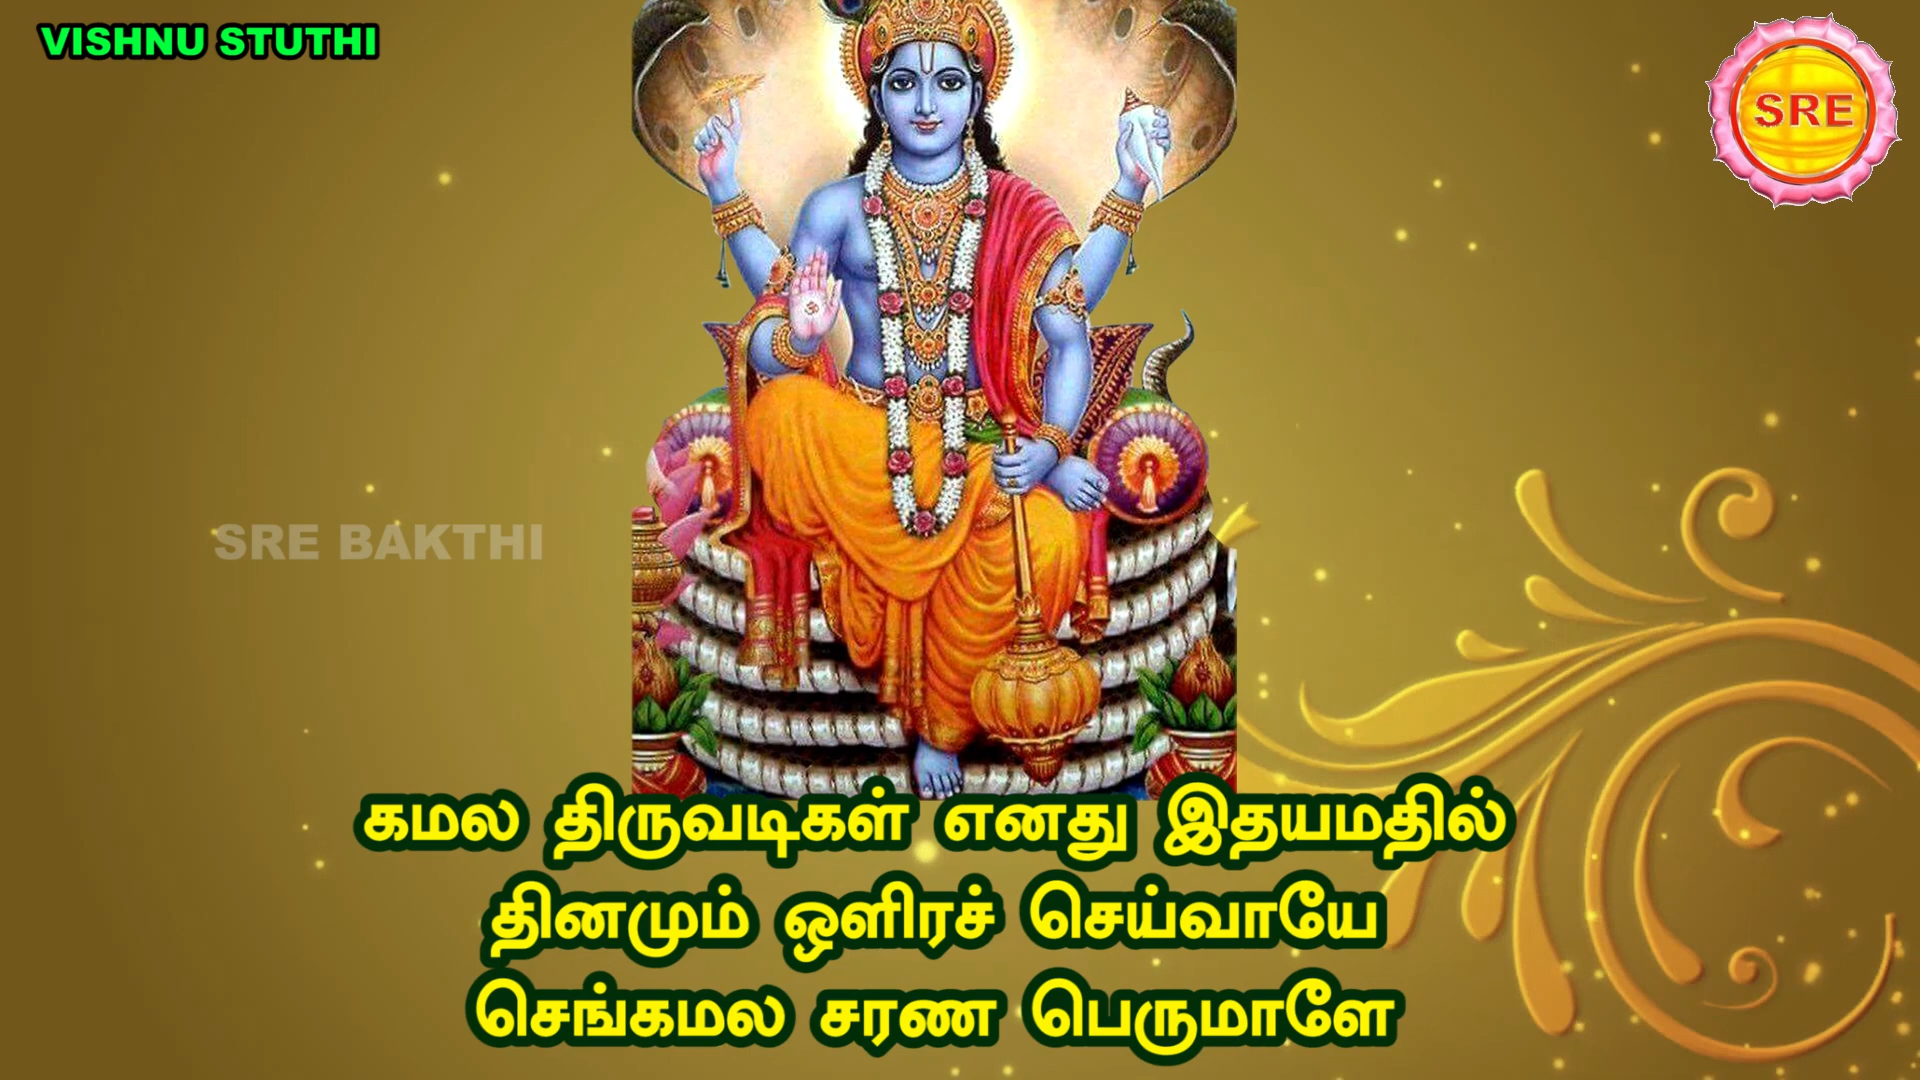 VISHNU STUTHI
SRE
SRE BAKTHI
கமல திருவடிகள் எனது இதயமதில்
தினமும் ஒளிரச் செய்வாயே
செங்கமல சரண பெருமாளே